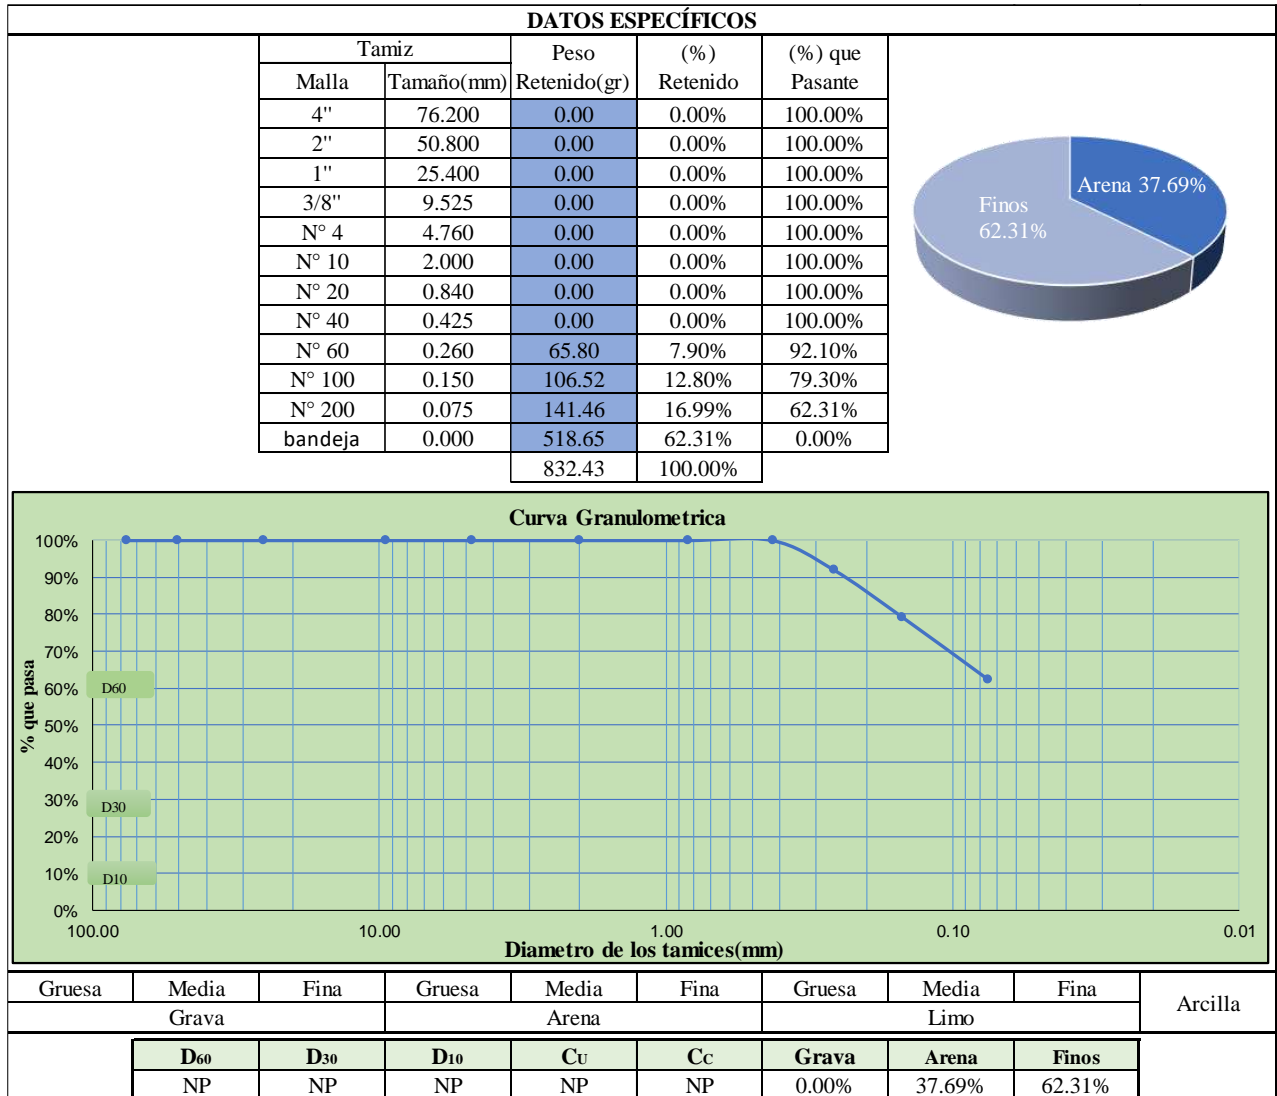 DATOS ESPECÍFICOS
Tamiz Peso (%) (%) que
Malla Tamaño(mm) Retenido(gr) Retenido Pasante
4" 76.200 0.00 0.00% 100.00%
2" 50.800 0.00 0.00% 100.00%
1" 25.400 0.00 0.00% 100.00%
3/8" 9.525 0.00 0.00% 100.00%
N° 4 4.760 0.00 0.00% 100.00%
N° 10 2.000 0.00 0.00% 100.00%
N° 20 0.840 0.00 0.00% 100.00%
N° 40 0.425 0.00 0.00% 100.00%
N° 60 0.260 65.80 7.90% 92.10%
N° 100 0.150 106.52 12.80% 79.30%
N° 200 0.075 141.46 16.99% 62.31%
bandeja 0.000 518.65 62.31% 0.00%
832.43 100.00%
Arena 37.69%
Finos
62.31%
Curva Granulometrica
% que pasa
100%
90%
80%
70%
60%
50%
40%
30%
20%
10%
0%
D60
D30
D10
100.00 10.00 1.00 0.10 0.01
Diametro de los tamices(mm)
Gruesa Media Fina Gruesa Media Fina Gruesa Media Fina Arcilla
Grava Arena Limo
D60 D30 D10 CU CC Grava Arena Finos
NP NP NP NP NP 0.00% 37.69% 62.31%